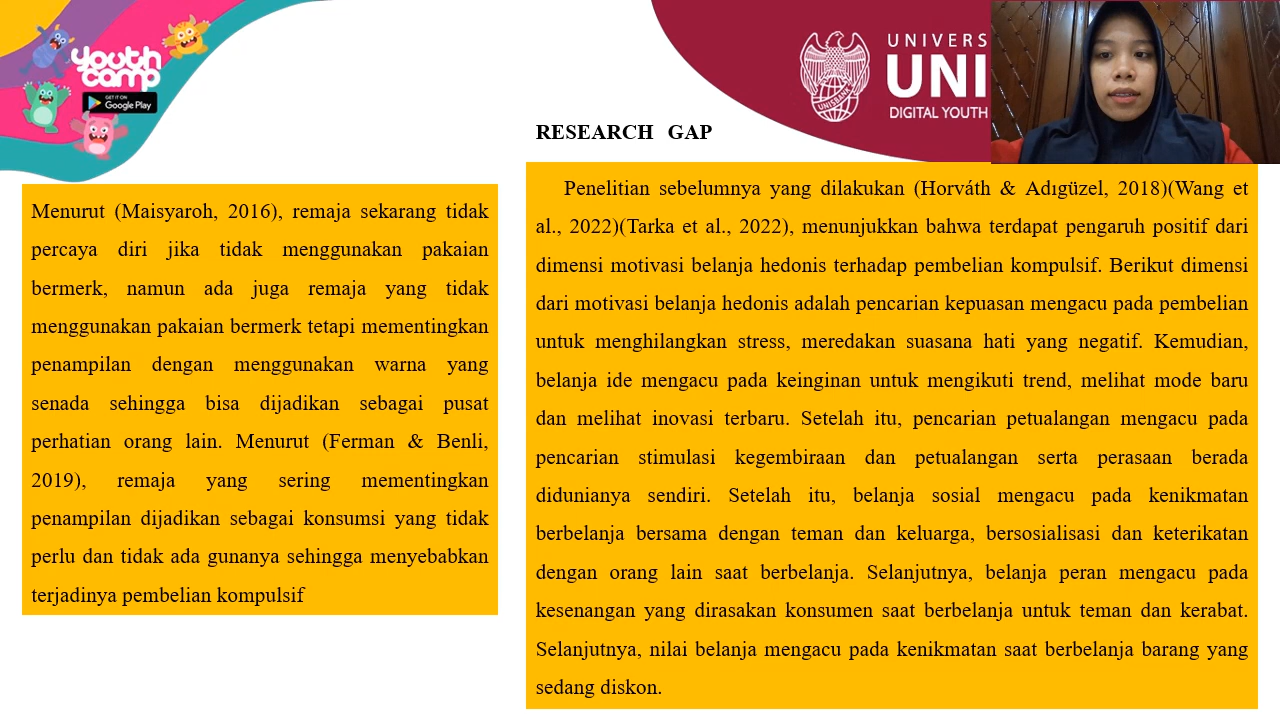 youth
camp
GET IT ON
Google Play
UNISBANK
UNIVERS
UNI
DIGITAL YOUTH
RESEARCH GAP
Menurut (Maisyaroh, 2016), remaja sekarang tidak
percaya diri jika tidak menggunakan pakaian
bermerk, namun ada juga remaja yang tidak
menggunakan pakaian bermerk tetapi mementingkan
penampilan dengan menggunakan warna yang
senada sehingga bisa dijadikan sebagai pusat
perhatian orang lain. Menurut (Ferman & Benli,
2019), remaja yang sering mementingkan
penampilan dijadikan sebagai konsumsi yang tidak
perlu dan tidak ada gunanya sehingga menyebabkan
terjadinya pembelian kompulsif
Penelitian sebelumnya yang dilakukan (Horváth & Adıgüzel, 2018)(Wang et
al., 2022)(Tarka et al., 2022), menunjukkan bahwa terdapat pengaruh positif dari
dimensi motivasi belanja hedonis terhadap pembelian kompulsif. Berikut dimensi
dari motivasi belanja hedonis adalah pencarian kepuasan mengacu pada pembelian
untuk menghilangkan stress, meredakan suasana hati yang negatif. Kemudian,
belanja ide mengacu pada keinginan untuk mengikuti trend, melihat mode baru
dan melihat inovasi terbaru. Setelah itu, pencarian petualangan mengacu pada
pencarian stimulasi kegembiraan dan petualangan serta perasaan berada
didunianya sendiri. Setelah itu, belanja sosial mengacu pada kenikmatan
berbelanja bersama dengan teman dan keluarga, bersosialisasi dan keterikatan
dengan orang lain saat berbelanja. Selanjutnya, belanja peran mengacu pada
kesenangan yang dirasakan konsumen saat berbelanja untuk teman dan kerabat.
Selanjutnya, nilai belanja mengacu pada kenikmatan saat berbelanja barang yang
sedang diskon.